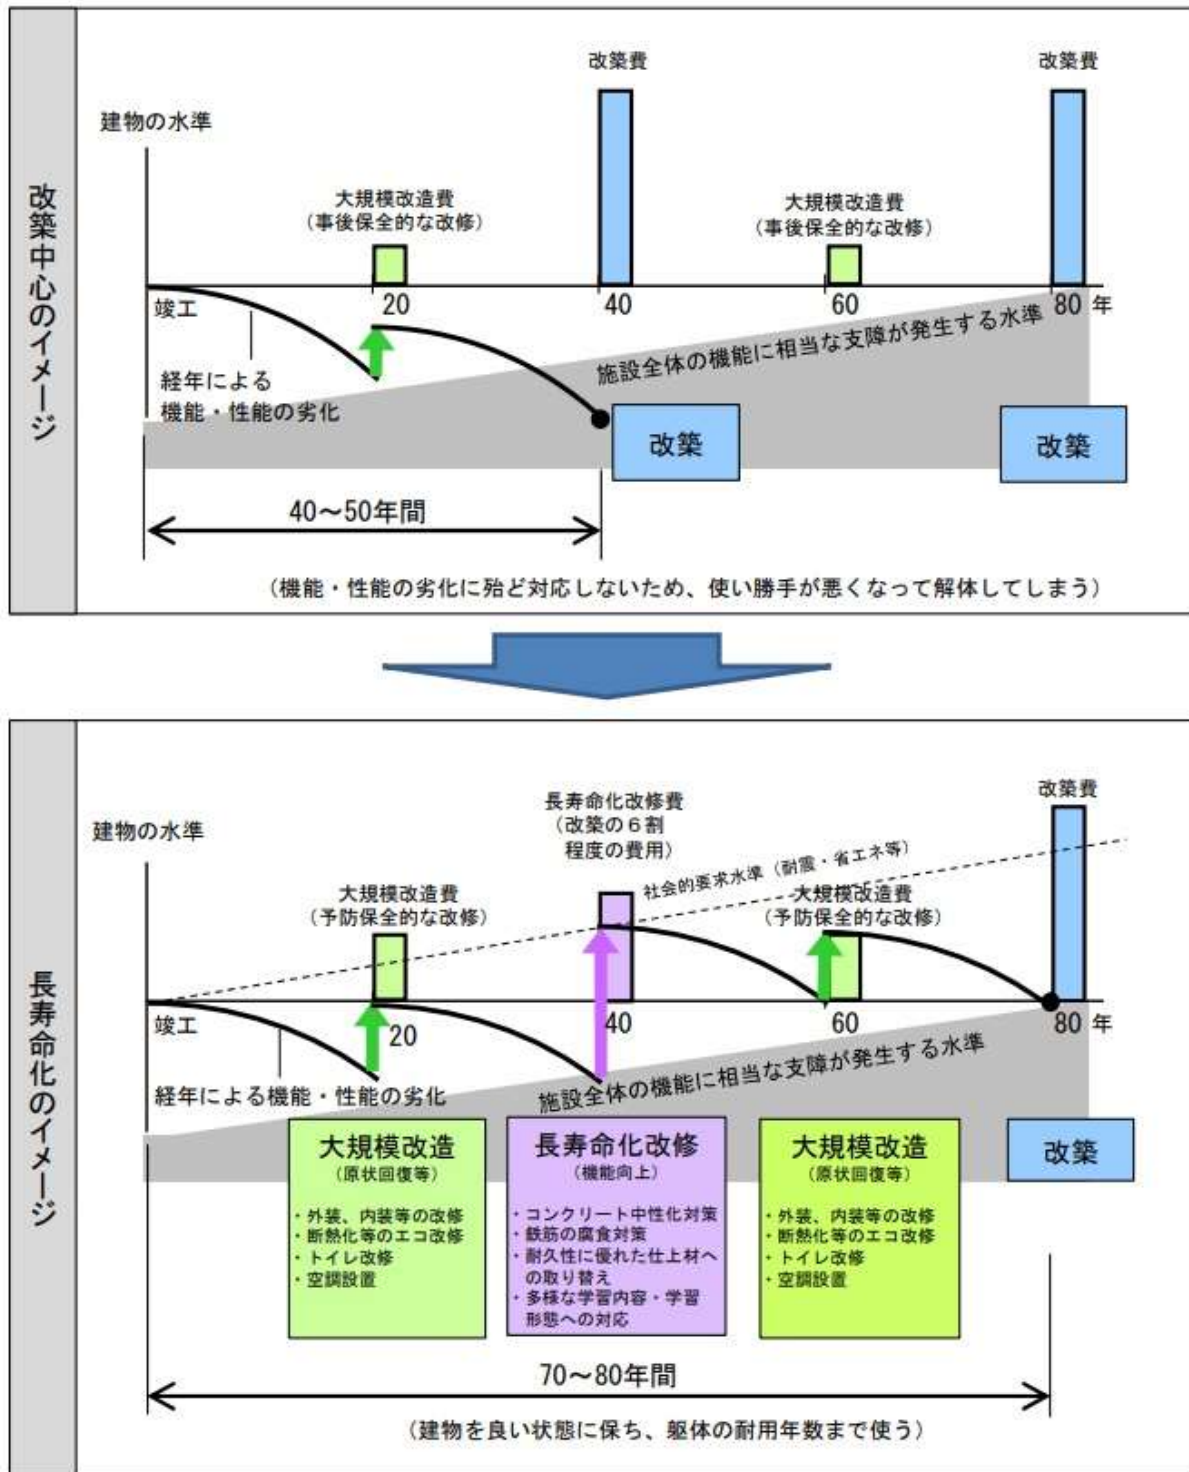 改築中心のイメージ
改築費
改築費
建物の水準
大規模改造費
(事後保全的な改修)
大規模改造費
(事後保全的な改修)
竣工
20
40
60
80 年
経年による
機能・性能の劣化
施設全体の機能に相当な支障が発生する水準
改築
改築
40～50年間
(機能・性能の劣化に殆ど対応しないため、使い勝手が悪くなって解体してしまう)
長寿命化のイメージ
改築費
長寿命化改修費
(改築の6割
程度の費用)
建物の水準
社会的要求水準(耐震・省エネ等)
大規模改造費
(予防保全的な改修)
大規模改造費
(予防保全的な改修)
竣工
20
40
60
80 年
経年による機能・性能の劣化
施設全体の機能に相当な支障が発生する水準
大規模改造
(原状回復等)
・外装、内装等の改修
・断熱化等のエコ改修
・トイレ改修
・空調設置
長寿命化改修
(機能向上)
・コンクリート中性化対策
・鉄筋の腐食対策
・耐久性に優れた仕上材へ
の取り替え
・多様な学習内容・学習
形態への対応
大規模改造
(原状回復等)
・外装、内装等の改修
・断熱化等のエコ改修
・トイレ改修
・空調設置
改築
70～80年間
(建物を良い状態に保ち、躯体の耐用年数まで使う)